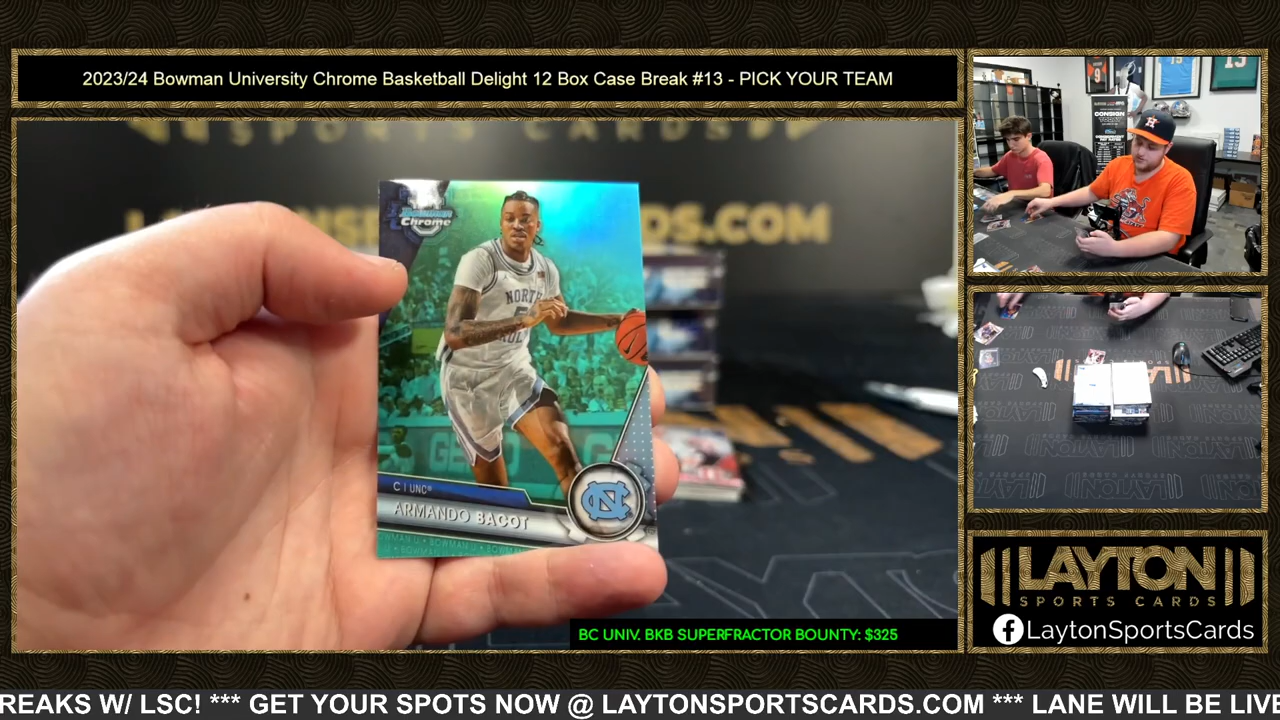 2023/24 Bowman University Chrome Basketball Delight 12 Box Case Break #13 - PICK YOUR TEAM
BOWMAN
Chrome
NORTH
C | UNC
ARMANDO BACOT
CONSIGN
LAYTON
SPORTS CARDS
LaytonSportsCards
BC UNIV. BKB SUPERFRACTOR BOUNTY: $325
REAKS W/ LSC! *** GET YOUR SPOTS NOW @ LAYTONSPORTSCARDS.COM *** LANE WILL BE LIVE